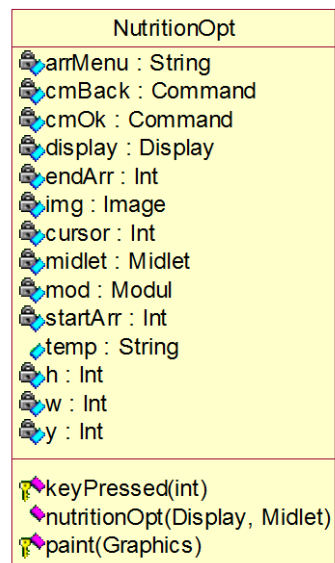 NutritionOpt
arrMenu : String
cmBack : Command
cmOk : Command
display : Display
endArr : Int
img : Image
cursor : Int
midlet : Midlet
mod : Modul
startArr : Int
temp : String
h : Int
w : Int
y : Int
keyPressed(int)
nutritionOpt(Display, Midlet)
paint(Graphics)